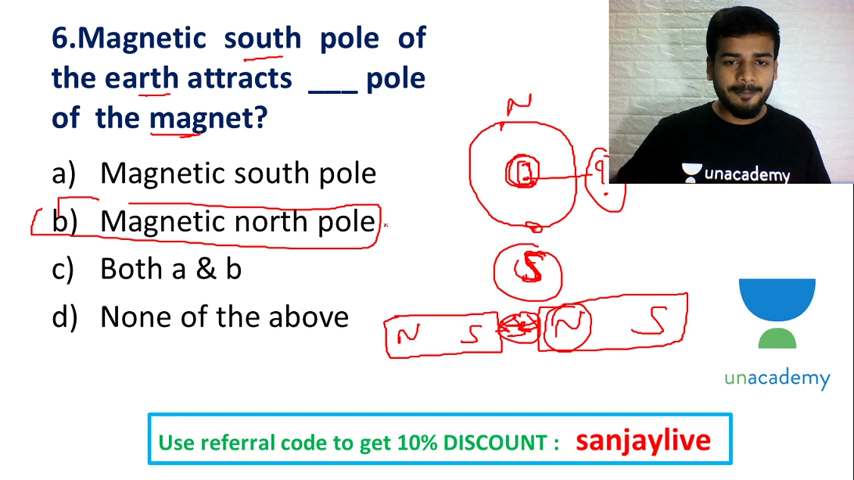 6.Magnetic south pole of
the earth attracts ___ pole
of the magnet?
a) Magnetic south pole
b) Magnetic north pole
c) Both a & b
d) None of the above
N
S
N S N S
unacademy
unacademy
Use referral code to get 10% DISCOUNT : sanjaylive